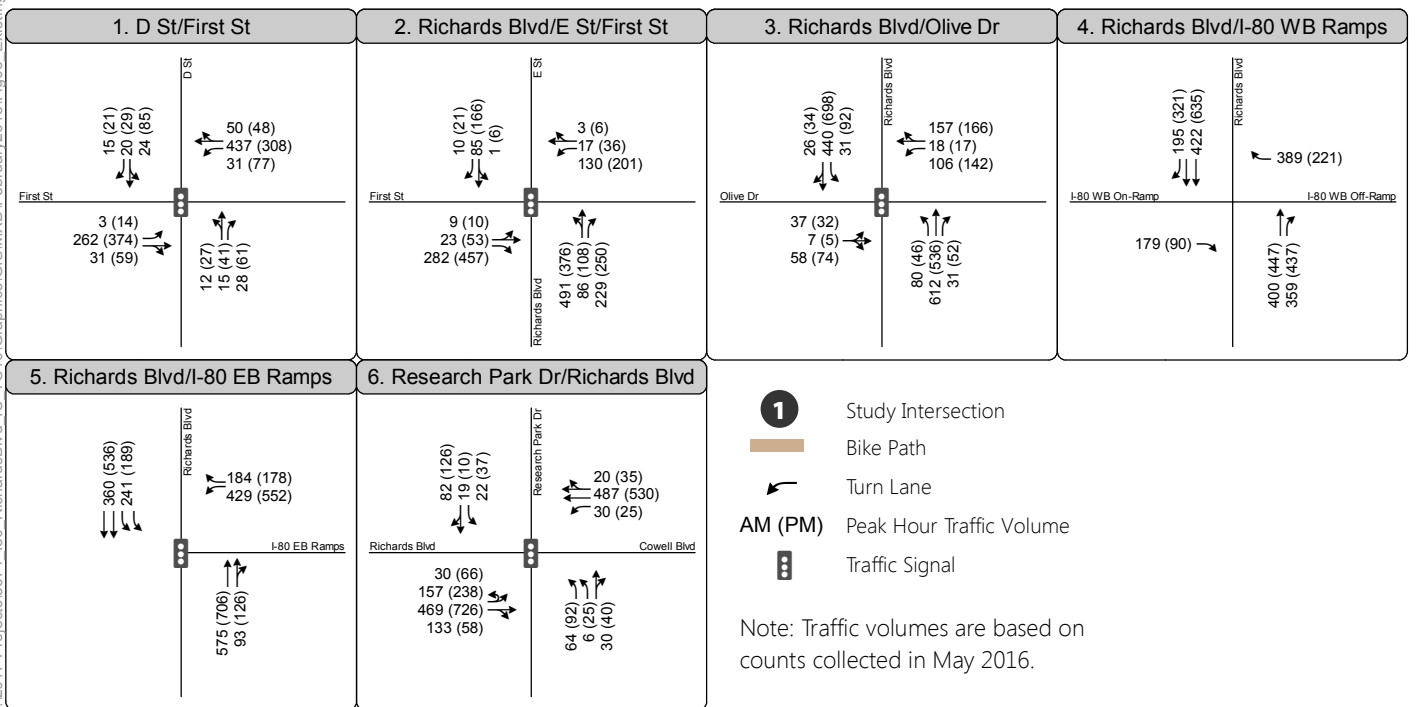 1. D St/First St
D St
15 (21)
20 (29)
24 (85)
50 (48)
437 (308)
31 (77)
First St
3 (14)
262 (374)
31 (59)
12 (27)
15 (41)
28 (61)
2. Richards Blvd/E St/First St
E St
10 (21)
85 (166)
1 (6)
3 (6)
17 (36)
130 (201)
First St
9 (10)
23 (53)
282 (457)
491 (376)
86 (108)
229 (250)
Richards Blvd
3. Richards Blvd/Olive Dr
Richards Blvd
26 (34)
440 (698)
31 (92)
157 (166)
18 (17)
106 (142)
Olive Dr
37 (32)
7 (5)
58 (74)
80 (46)
612 (536)
31 (52)
4. Richards Blvd/I-80 WB Ramps
Richards Blvd
195 (321)
422 (635)
389 (221)
I-80 WB On-Ramp
I-80 WB Off-Ramp
179 (90)
400 (447)
359 (437)
5. Richards Blvd/I-80 EB Ramps
Richards Blvd
360 (536)
241 (189)
184 (178)
429 (552)
I-80 EB Ramps
575 (706)
93 (126)
6. Research Park Dr/Richards Blvd
Research Park Dr
82 (126)
19 (10)
22 (37)
20 (35)
487 (530)
30 (25)
Richards Blvd
Cowell Blvd
30 (66)
157 (238)
469 (726)
133 (58)
64 (92)
6 (25)
30 (40)
1 Study Intersection
Bike Path
Turn Lane
AM (PM) Peak Hour Traffic Volume
Traffic Signal
Note: Traffic volumes are based on
counts collected in May 2016.